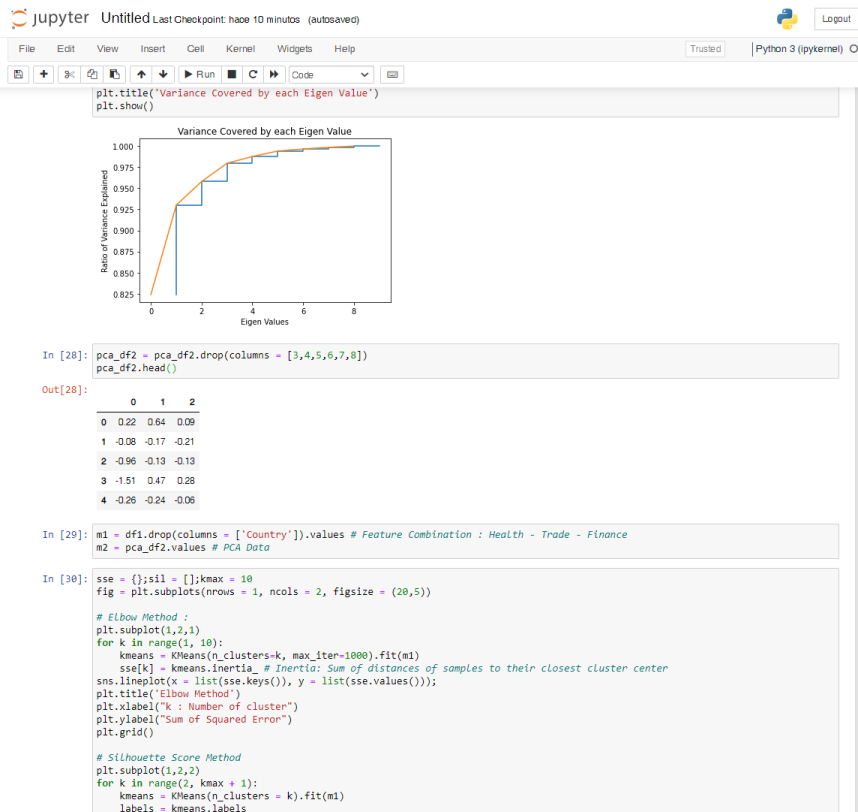 jupyter Untitled Last Checkpoint: hace 10 minutos (autosaved)
Logout
File Edit View Insert Cell Kernel Widgets Help
Trusted
Python 3 (ipykernel)
Run
Code
plt.title('Variance Covered by each Eigen Value')
plt.show()
Variance Covered by each Eigen Value
Ratio of Variance Explained
1.000
0.975
0.950
0.925
0.900
0.875
0.850
0.825
0 2 4 6 8
Eigen Values
In [28]: pca_df2 = pca_df2.drop(columns = [3,4,5,6,7,8])
pca_df2.head()
Out[28]:
0 1 2
0 0.22 0.64 0.09
1 -0.08 -0.17 -0.21
2 -0.96 -0.13 -0.13
3 -1.51 0.47 0.28
4 -0.26 -0.24 -0.06
In [29]: m1 = df1.drop(columns = ['Country']).values # Feature Combination : Health - Trade - Finance
m2 = pca_df2.values # PCA Data
In [30]: sse = {};sil = [];kmax = 10
fig = plt.subplots(nrows = 1, ncols = 2, figsize = (20,5))
# Elbow Method :
plt.subplot(1,2,1)
for k in range(1, 10):
kmeans = KMeans(n_clusters=k, max_iter=1000).fit(m1)
sse[k] = kmeans.inertia_ # Inertia: Sum of distances of samples to their closest cluster center
sns.lineplot(x = list(sse.keys()), y = list(sse.values()));
plt.title('Elbow Method')
plt.xlabel("k : Number of cluster")
plt.ylabel("Sum of Squared Error")
plt.grid()
# Silhouette Score Method
plt.subplot(1,2,2)
for k in range(2, kmax + 1):
kmeans = KMeans(n_clusters = k).fit(m1)
labels = kmeans.labels